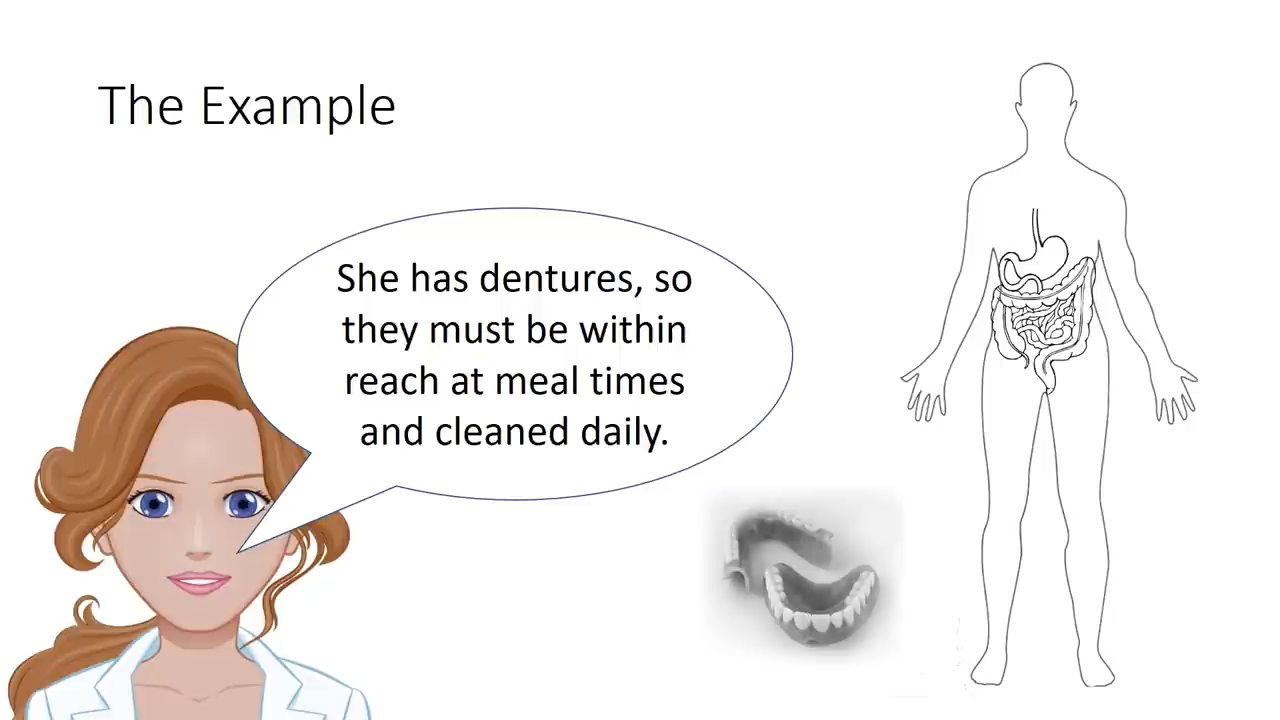 The Example
She has dentures, so
they must be within
reach at meal times
and cleaned daily.